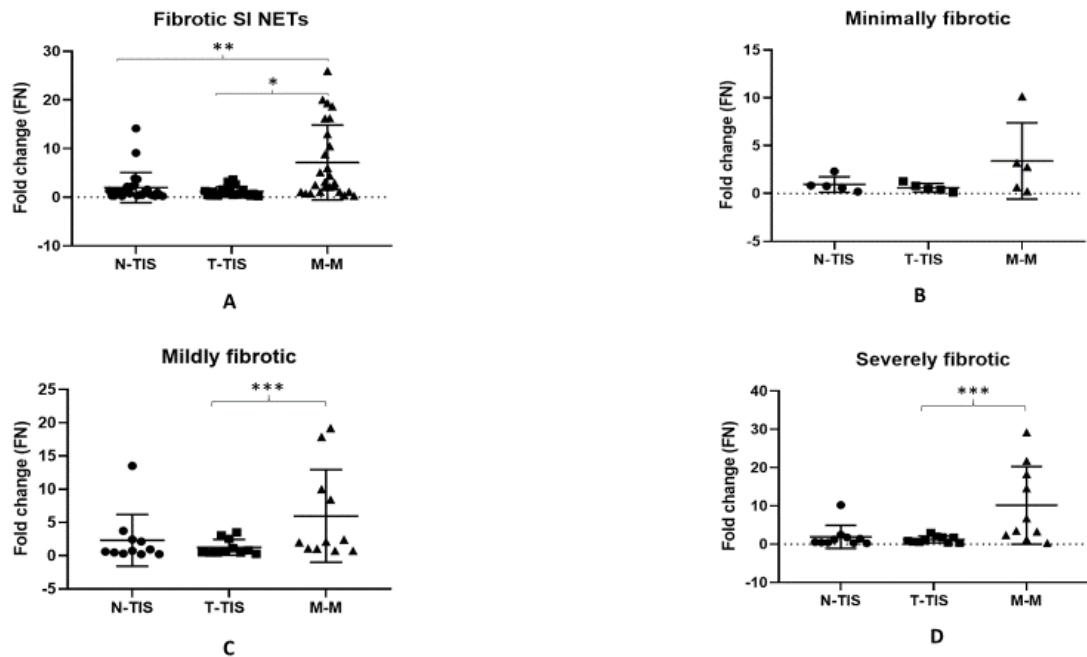 Fibrotic SI NETs
**
*
Fold change (FN)
30
20
10
0
-10
N-TIS T-TIS M-M
A
Minimally fibrotic
Fold change (FN)
15
10
5
0
-5
N-TIS T-TIS M-M
B
Mildly fibrotic
***
Fold change (FN)
25
20
15
10
5
0
-5
N-TIS T-TIS M-M
C
Severely fibrotic
***
Fold change (FN)
40
30
20
10
0
-10
N-TIS T-TIS M-M
D